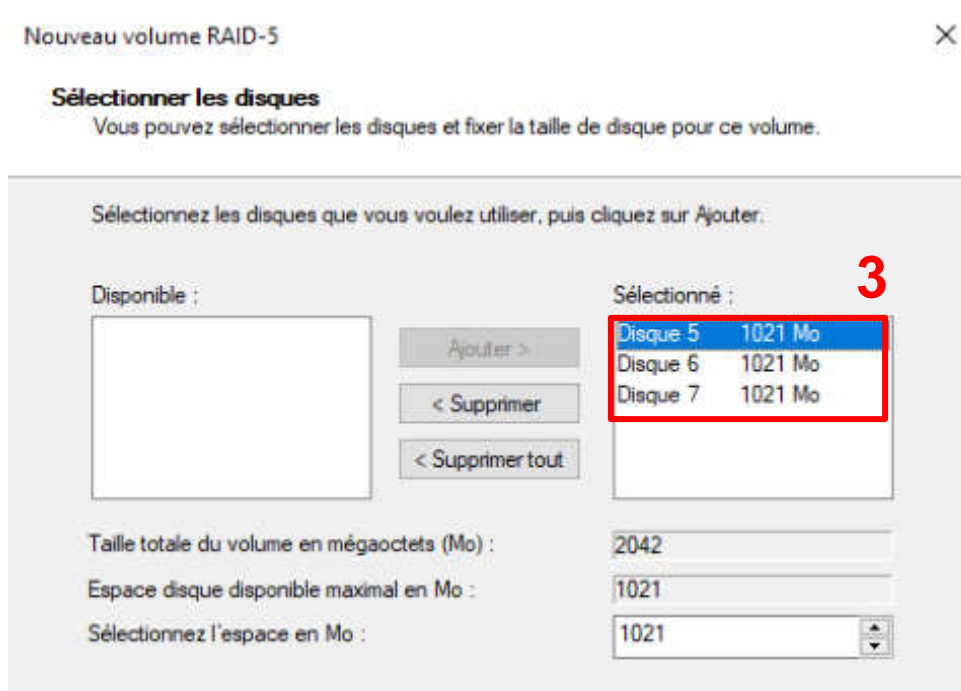 Nouveau volume RAID-5
Sélectionner les disques
Vous pouvez sélectionner les disques et fixer la taille de disque pour ce volume.
Sélectionnez les disques que vous voulez utiliser, puis cliquez sur Ajouter.
3
Disponible :
Sélectionné :
Ajouter >
< Supprimer
< Supprimer tout
Disque 5 1021 Mo
Disque 6 1021 Mo
Disque 7 1021 Mo
Taille totale du volume en mégaoctets (Mo) : 2042
Espace disque disponible maximal en Mo : 1021
Sélectionnez l'espace en Mo : 1021